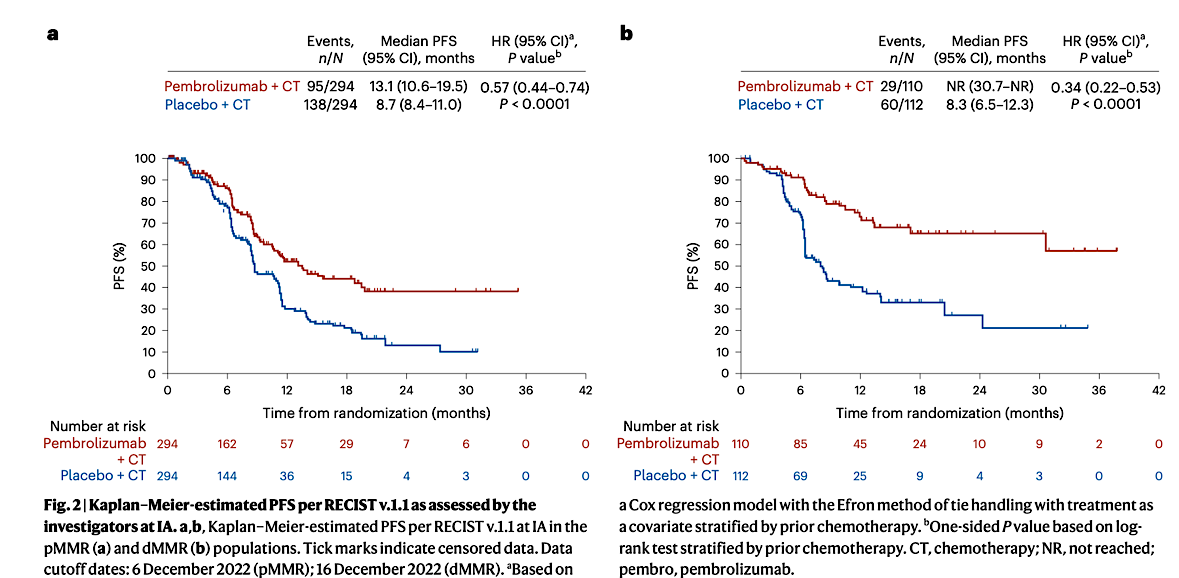 a
Events, Median PFS HR (95% CI)a,
n/N (95% CI), months P valueb
Pembrolizumab + CT 95/294 13.1 (10.6–19.5) 0.57 (0.44–0.74)
Placebo + CT 138/294 8.7 (8.4–11.0) P < 0.0001
100
90
80
70
60
50
40
30
20
10
0
PFS (%)
0 6 12 18 24 30 36 42
Time from randomization (months)
Number at risk
Pembrolizumab 294 162 57 29 7 6 0 0
+ CT
Placebo + CT 294 144 36 15 4 3 0 0
b
Events, Median PFS HR (95% CI)a,
n/N (95% CI), months P valueb
Pembrolizumab + CT 29/110 NR (30.7–NR) 0.34 (0.22–0.53)
Placebo + CT 60/112 8.3 (6.5–12.3) P < 0.0001
100
90
80
70
60
50
40
30
20
10
0
PFS (%)
0 6 12 18 24 30 36 42
Time from randomization (months)
Number at risk
Pembrolizumab 110 85 45 24 10 9 2 0
+ CT
Placebo + CT 112 69 25 9 4 3 0 0
Fig. 2 | Kaplan–Meier-estimated PFS per RECIST v.1.1 as assessed by the
investigators at IA. a,b, Kaplan–Meier-estimated PFS per RECIST v.1.1 at IA in the
pMMR (a) and dMMR (b) populations. Tick marks indicate censored data. Data
cutoff dates: 6 December 2022 (pMMR); 16 December 2022 (dMMR). aBased on
a Cox regression model with the Efron method of tie handling with treatment as
a covariate stratified by prior chemotherapy. bOne-sided P value based on log-
rank test stratified by prior chemotherapy. CT, chemotherapy; NR, not reached;
pembro, pembrolizumab.